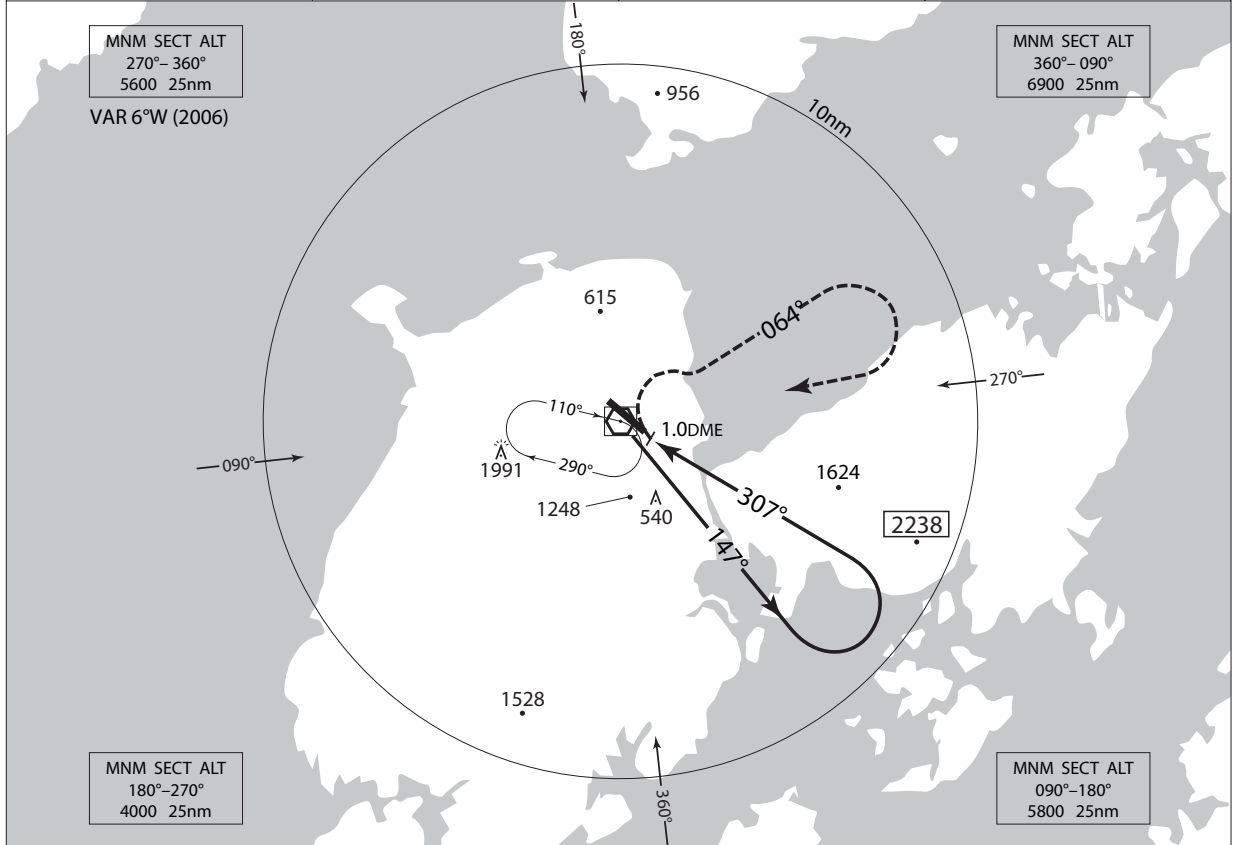 180°
MNM SECT ALT
270°– 360°
5600 25nm
VAR 6°W (2006)
MNM SECT ALT
360°– 090°
6900 25nm
956
10nm
615
064°
270°
110°
1.0DME
090°
290°
1991
1624
307°
1248
540
2238
147°
1528
MNM SECT ALT
180°–270°
4000 25nm
360°
MNM SECT ALT
090°–180°
5800 25nm